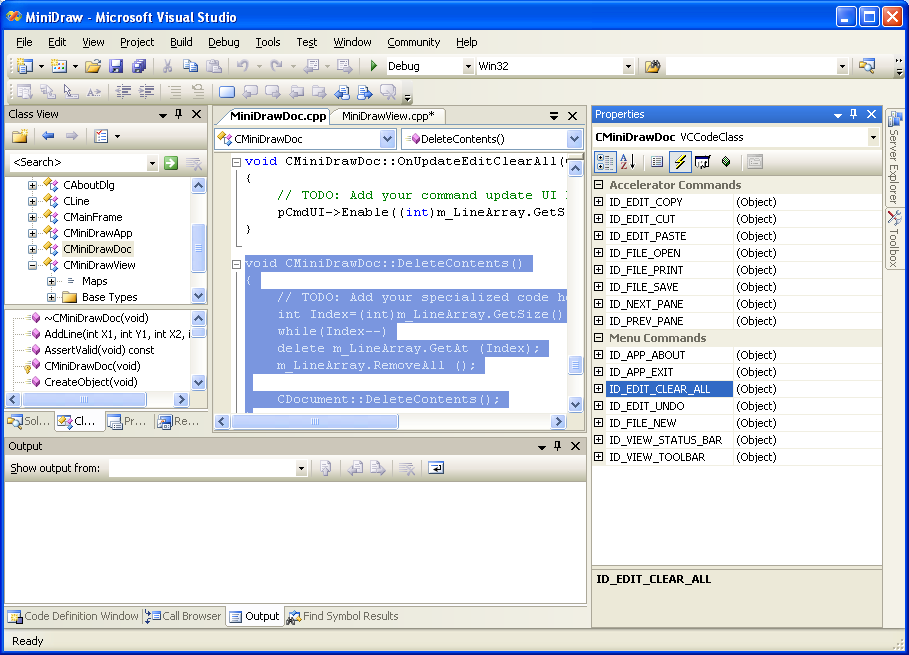 MiniDraw - Microsoft Visual Studio
File Edit View Project Build Debug Tools Test Window Community Help
Debug Win32
Class View
<Search>
CAboutDlg
CLine
CMainFrame
CMiniDrawApp
CMiniDrawDoc
CMiniDrawView
Maps
Base Types
~CMiniDrawDoc(void)
AddLine(int X1, int Y1, int X2, i
AssertValid(void) const
CMiniDrawDoc(void)
CreateObject(void)
Sol... Cl... Pr... Re...
MiniDrawDoc.cpp MiniDrawView.cpp*
CMiniDrawDoc DeleteContents()
void CMiniDrawDoc::OnUpdateEditClearAll(
{
// TODO: Add your command update UI
pCmdUI->Enable((int)m_LineArray.GetS
}
void CMiniDrawDoc::DeleteContents()
{
// TODO: Add your specialized code he
int Index=(int)m_LineArray.GetSize()
while(Index--)
delete m_LineArray.GetAt (Index);
m_LineArray.RemoveAll ();
CDocument::DeleteContents();
Properties
CMiniDrawDoc VCCodeClass
Accelerator Commands
ID_EDIT_COPY (Object)
ID_EDIT_CUT (Object)
ID_EDIT_PASTE (Object)
ID_FILE_OPEN (Object)
ID_FILE_PRINT (Object)
ID_FILE_SAVE (Object)
ID_NEXT_PANE (Object)
ID_PREV_PANE (Object)
Menu Commands
ID_APP_ABOUT (Object)
ID_APP_EXIT (Object)
ID_EDIT_CLEAR_ALL (Object)
ID_EDIT_UNDO (Object)
ID_FILE_NEW (Object)
ID_VIEW_STATUS_BAR (Object)
ID_VIEW_TOOLBAR (Object)
ID_EDIT_CLEAR_ALL
Server Explorer
Toolbox
Output
Show output from:
Code Definition Window Call Browser Output Find Symbol Results
Ready